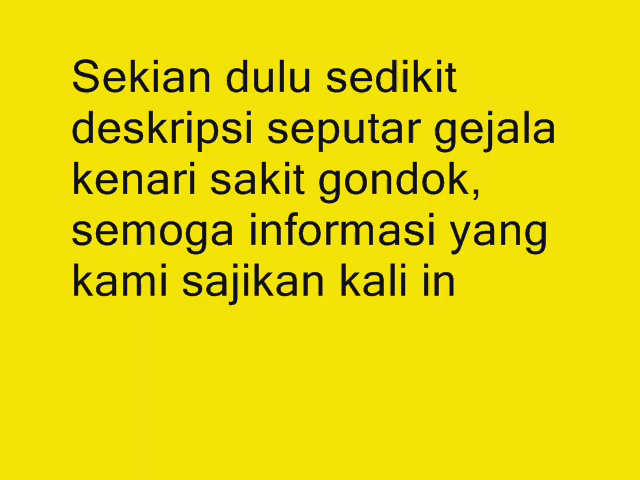 Sekian dulu sedikit
deskripsi seputar gejala
kenari sakit gondok,
semoga informasi yang
kami sajikan kali in